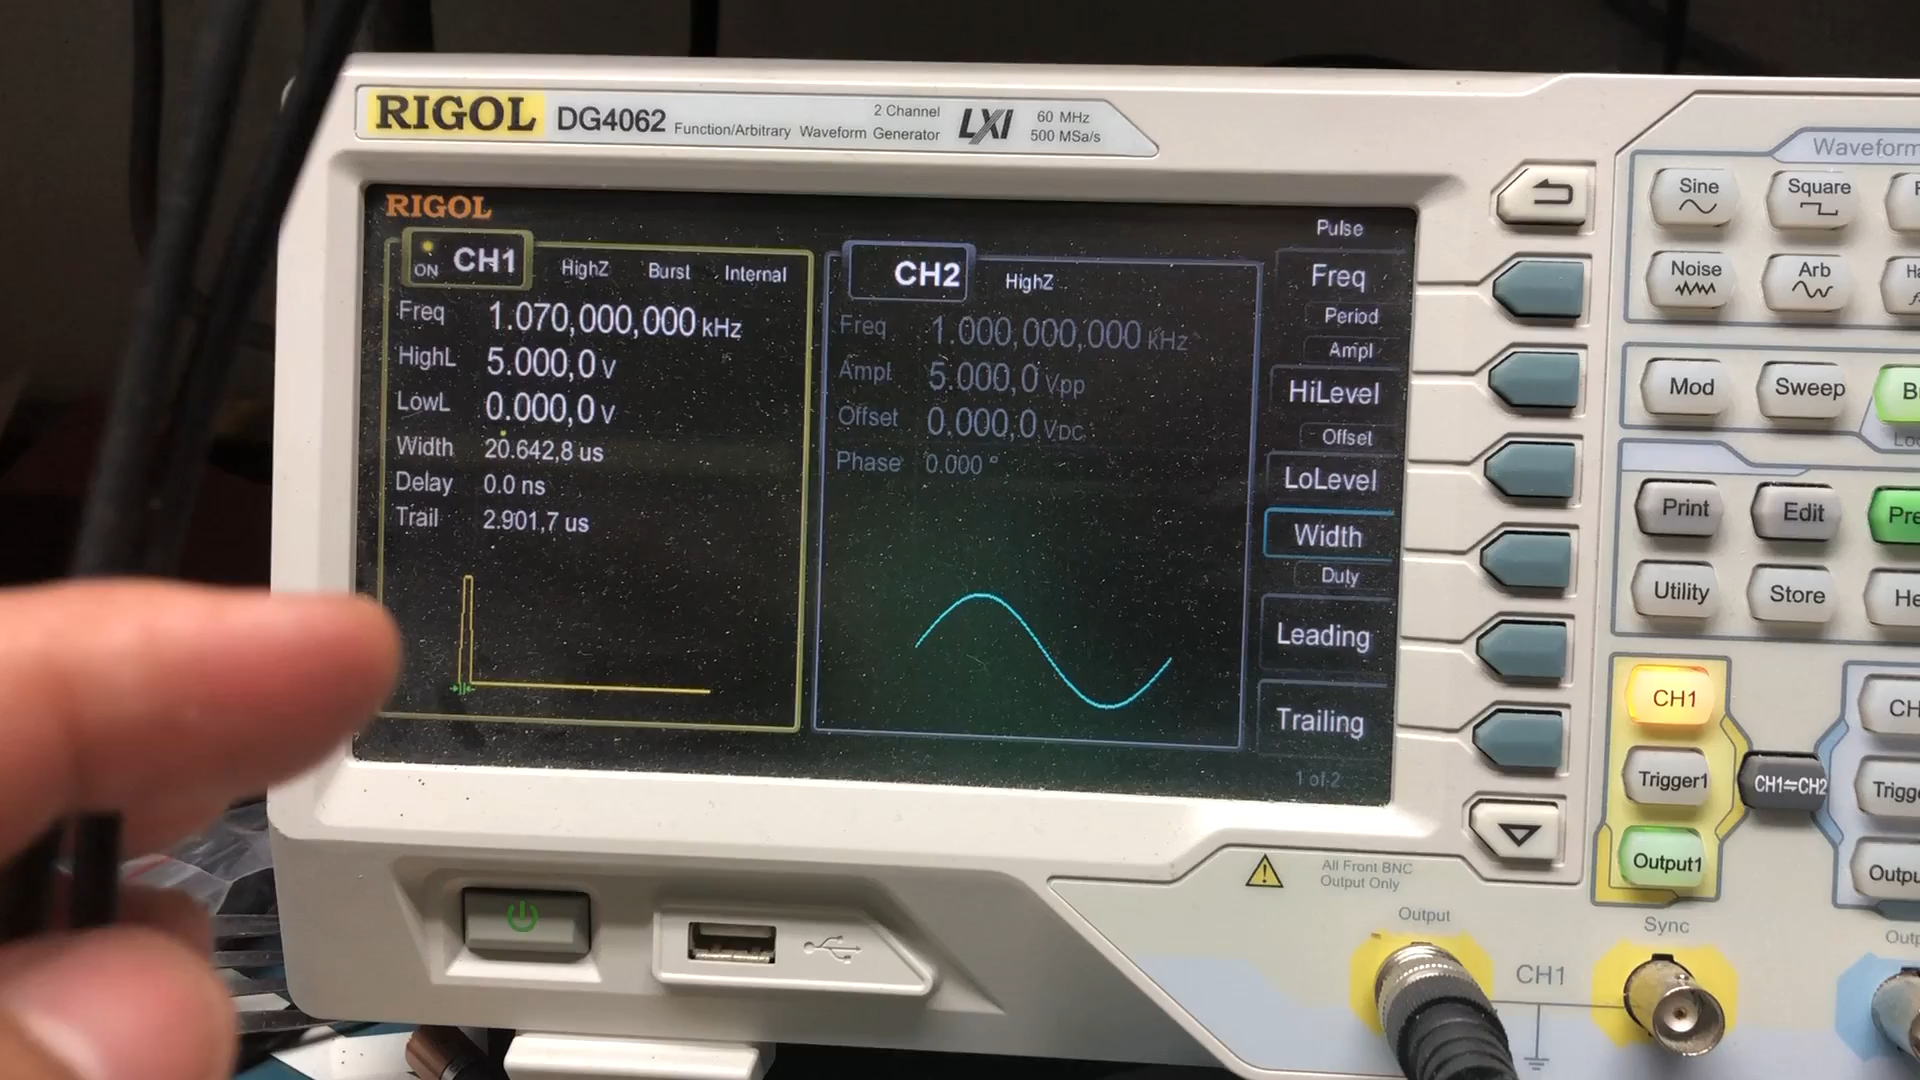 RIGOL DG4062 2 Channel Function/Arbitrary Waveform Generator LXI 60 MHz 500 MSa/s
RIGOL
ON CH1 HighZ Burst Internal
Freq 1.070,000,000 kHz
HighL 5.000,0 V
LowL 0.000,0 V
Width 20.642,8 us
Delay 0.0 ns
Trail 2.901,7 us
CH2 HighZ
Freq 1.000,000,000 kHz
Ampl 5.000,0 Vpp
Offset 0.000,0 VDC
Phase 0.000 °
Pulse
Freq
Period
Ampl
HiLevel
Offset
LoLevel
Width
Duty
Leading
Trailing
1 of 2
Waveform
Sine Square
Noise Arb
Mod Sweep
Print Edit
Utility Store
CH1
Trigger1
Output1
CH1⇌CH2
All Front BNC
Output Only
Output
Sync
CH1